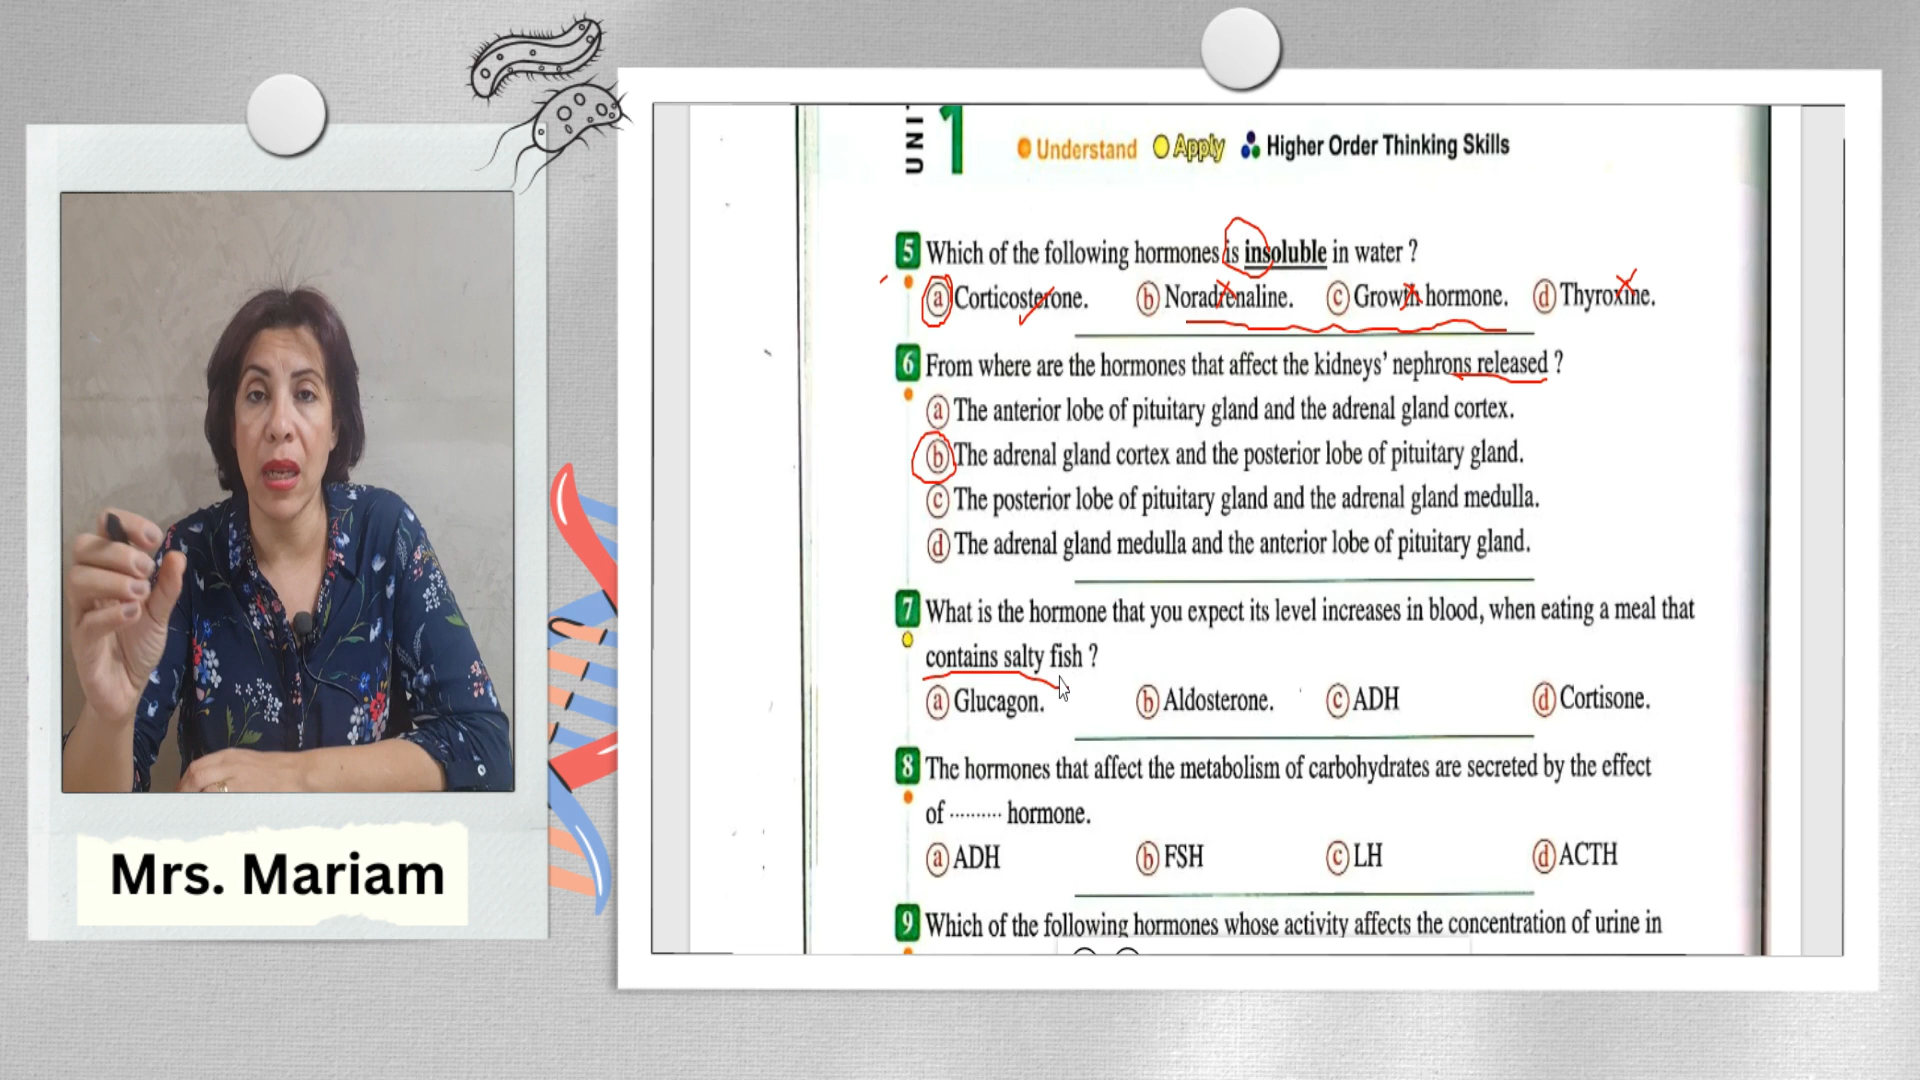 UNI
1
Understand Apply Higher Order Thinking Skills
5 Which of the following hormones is insoluble in water ?
a Corticosterone. b Noradrenaline. c Growth hormone. d Thyroxine.
6 From where are the hormones that affect the kidneys' nephrons released ?
a The anterior lobe of pituitary gland and the adrenal gland cortex.
b The adrenal gland cortex and the posterior lobe of pituitary gland.
c The posterior lobe of pituitary gland and the adrenal gland medulla.
d The adrenal gland medulla and the anterior lobe of pituitary gland.
7 What is the hormone that you expect its level increases in blood, when eating a meal that
contains salty fish ?
a Glucagon. b Aldosterone. c ADH d Cortisone.
8 The hormones that affect the metabolism of carbohydrates are secreted by the effect
of .......... hormone.
a ADH b FSH c LH d ACTH
9 Which of the following hormones whose activity affects the concentration of urine in
Mrs. Mariam